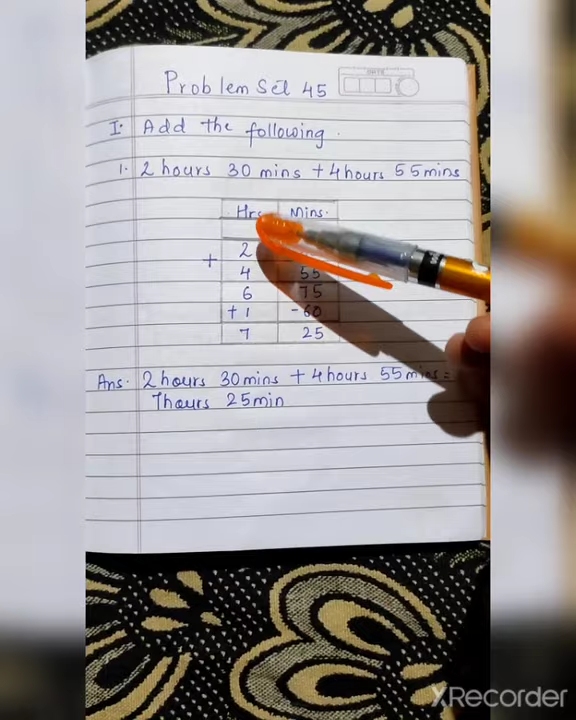 Problem Set 45
DATE
I. Add the following.
1. 2 hours 30 mins + 4 hours 55 mins
Hrs Mins.
2
+ 4 55
6 75
+1 -60
7 25
Ans. 2 hours 30 mins + 4 hours 55 mins =
7 hours 25 min
XRecorder